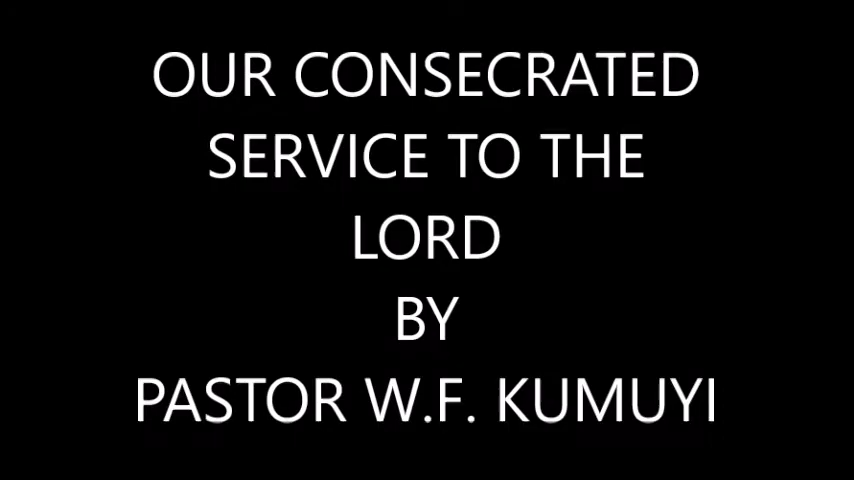 OUR CONSECRATED
SERVICE TO THE
LORD
BY
PASTOR W.F. KUMUYI